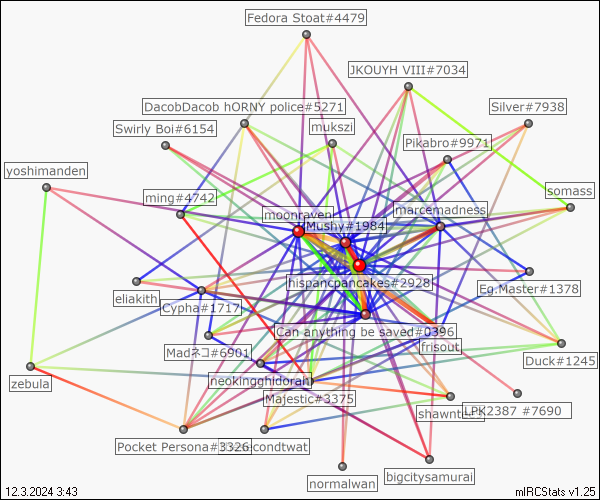 Fedora Stoat#4479
JKOUYH VIII#7034
DacobDacob hORNY police#5271
Silver#7938
Swirly Boi#6154
mukszi
Pikabro#9971
yoshimanden
ming#4742
somass
moonraven
marcemadness
Mushy#1984
hispancpancakes#2928
Eg.Master#1378
eliakith
Cypha#1717
Can anything be saved#0396
Madネコ#6901
frisout
Duck#1245
zebula
neokingghidorah
Majestic#3375
LPK2387 #7690
Pocket Persona#3326
bigcitysamurai
normalwan
12.3.2024 3:43
mIRCStats v1.25